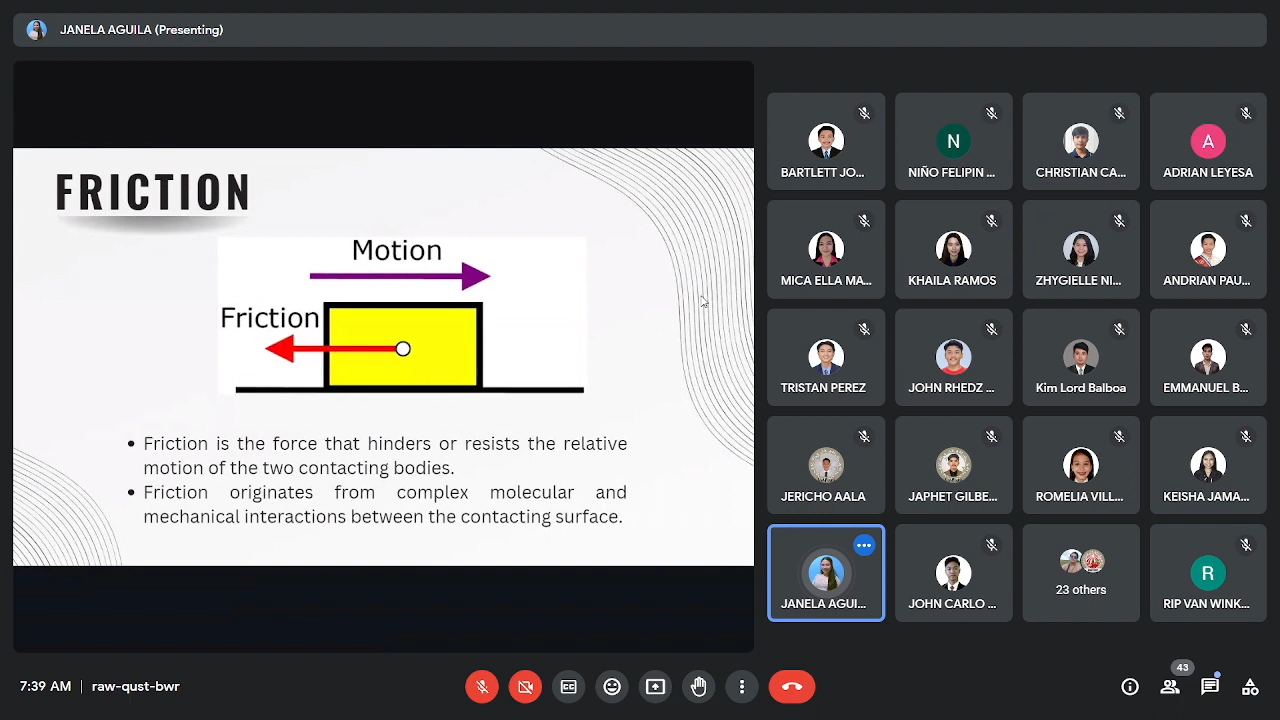 JANELA AGUILA (Presenting)
FRICTION
Motion
Friction
• Friction is the force that hinders or resists the relative
motion of the two contacting bodies.
• Friction originates from complex molecular and
mechanical interactions between the contacting surface.
BARTLETT JO...
N
NIÑO FELIPIN ...
CHRISTIAN CA...
A
ADRIAN LEYESA
MICA ELLA MA...
KHAILA RAMOS
ZHYGIELLE NI...
ANDRIAN PAU...
TRISTAN PEREZ
JOHN RHEDZ ...
Kim Lord Balboa
EMMANUEL B...
JERICHO AALA
JAPHET GILBE...
ROMELIA VILL...
KEISHA JAMA...
JANELA AGUI...
JOHN CARLO ...
23 others
R
RIP VAN WINK...
7:39 AM | raw-qust-bwr
CC
43